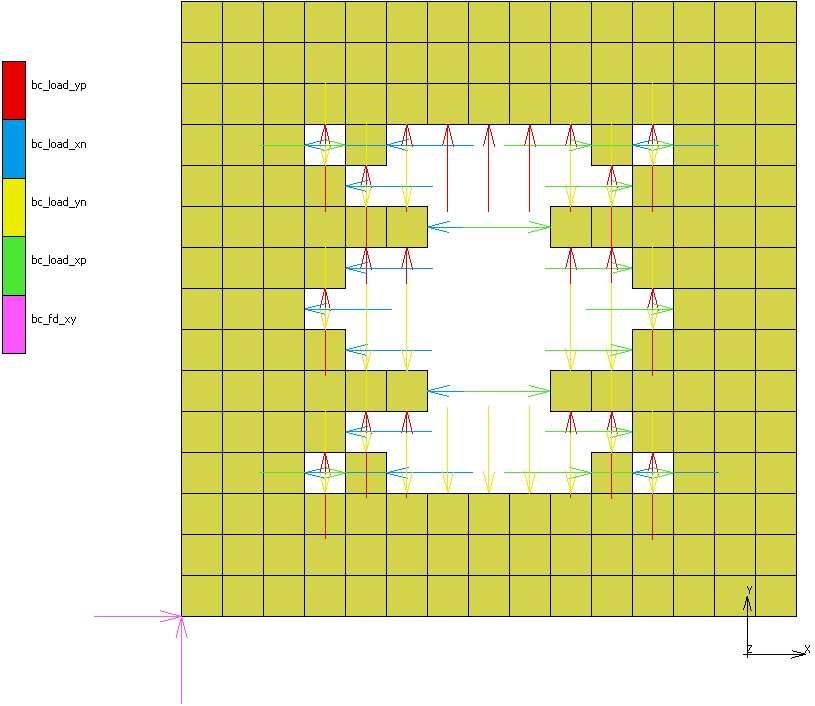 bc_load_yp
bc_load_xn
bc_load_yn
bc_load_xp
bc_fd_xy
Y
Z
X